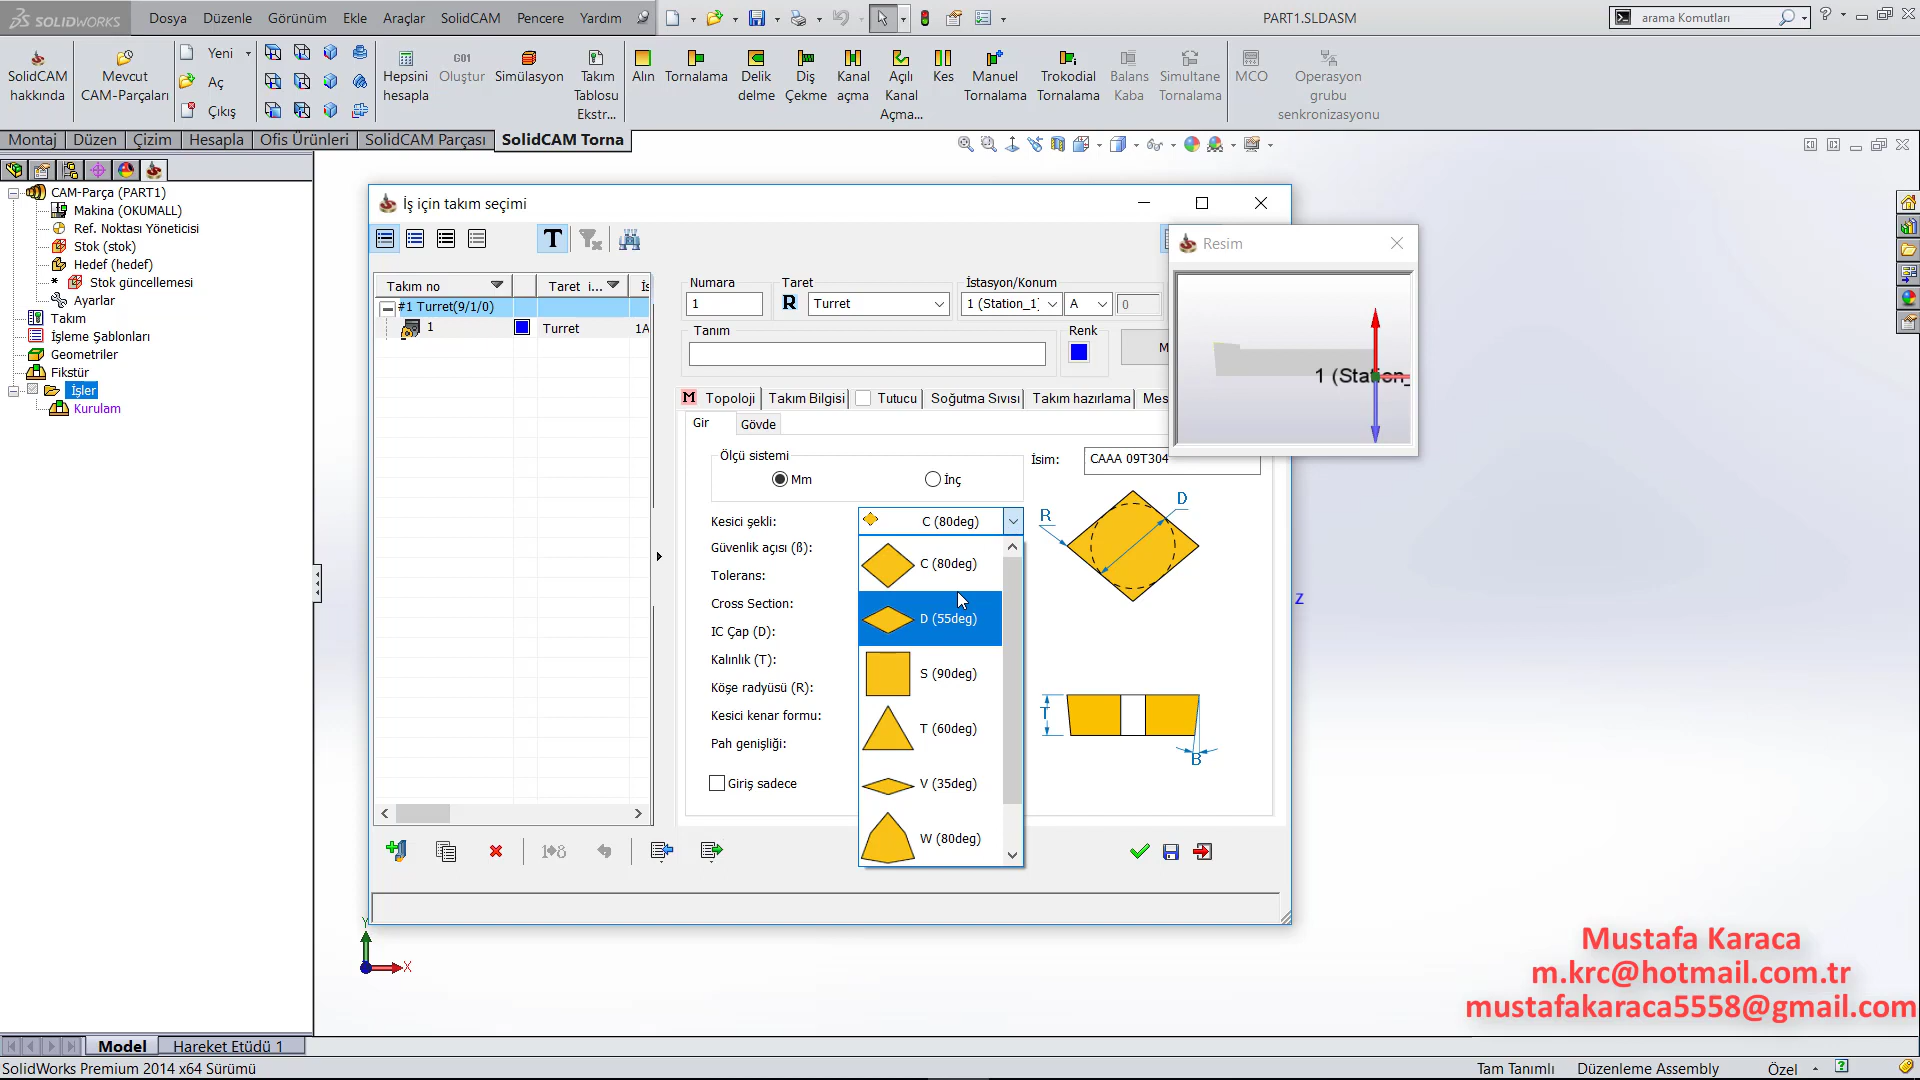 SOLIDWORKS Dosya Düzenle Görünüm Ekle Araçlar SolidCAM Pencere Yardım PART1.SLDASM arama Komutları
SolidCAM hakkında
Mevcut CAM-Parçaları
Yeni
Aç
Çıkış
Hepsini hesapla
G01
Oluştur
Simülasyon
Takım Tablosu Ekstr...
Alın
Tornalama
Delik delme
Diş Çekme
Kanal açma
Açılı Kanal Açma...
Kes
Manuel Tornalama
Trokodial Tornalama
Balans Kaba
Simultane Tornalama
MCO
Operasyon grubu senkronizasyonu
Montaj Düzen Çizim Hesapla Ofis Ürünleri SolidCAM Parçası SolidCAM Torna
CAM-Parça (PART1)
Makina (OKUMALL)
Ref. Noktası Yöneticisi
Stok (stok)
Hedef (hedef)
* Stok güncellemesi
Ayarlar
Takım
İşleme Şablonları
Geometriler
Fikstür
İşler
Kurulam
İş için takım seçimi
T
Takım no Taret i... İs
#1 Turret(9/1/0)
1 Turret 1A
Numara Taret İstasyon/Konum
1 R Turret 1 (Station_1) A 0
Tanım Renk
M
M Topoloji Takım Bilgisi Tutucu Soğutma Sıvısı Takım hazırlama Mes
Gir Gövde
Ölçü sistemi
Mm İnç
İsim: CAAA 09T304
Kesici şekli: C (80deg)
Güvenlik açısı (ß):
Tolerans:
Cross Section:
IC Çap (D):
Kalınlık (T):
Köşe radyüsü (R):
Kesici kenar formu:
Pah genişliği:
Giriş sadece
C (80deg)
D (55deg)
S (90deg)
T (60deg)
V (35deg)
W (80deg)
R
D
T
B
Resim
1 (Station_
Z
Y
X
Mustafa Karaca
m.krc@hotmail.com.tr
mustafakaraca5558@gmail.com
Model Hareket Etüdü 1
SolidWorks Premium 2014 x64 Sürümü Tam Tanımlı Düzenleme Assembly Özel